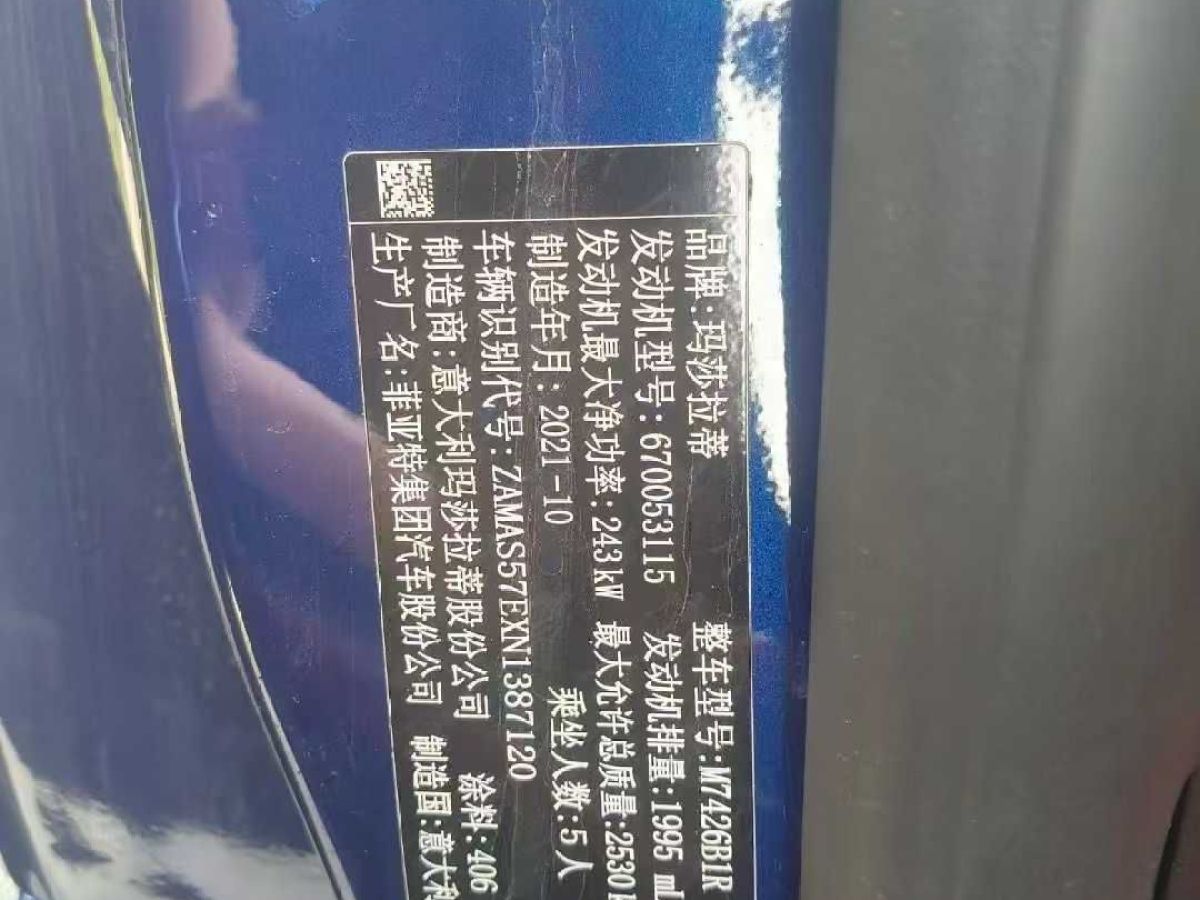 品牌:玛莎拉蒂 整车型号:M7426B1R
发动机型号:670053115 发动机排量:1995 mL
发动机最大净功率:243kW 最大允许总质量:2530k
制造年月:2021-10 乘坐人数:5人
车辆识别代号:ZAMAS57EXN1387120
制造商:意大利玛莎拉蒂股份公司 涂料:406
生产厂名:菲亚特集团汽车股份公司 制造国:意大利